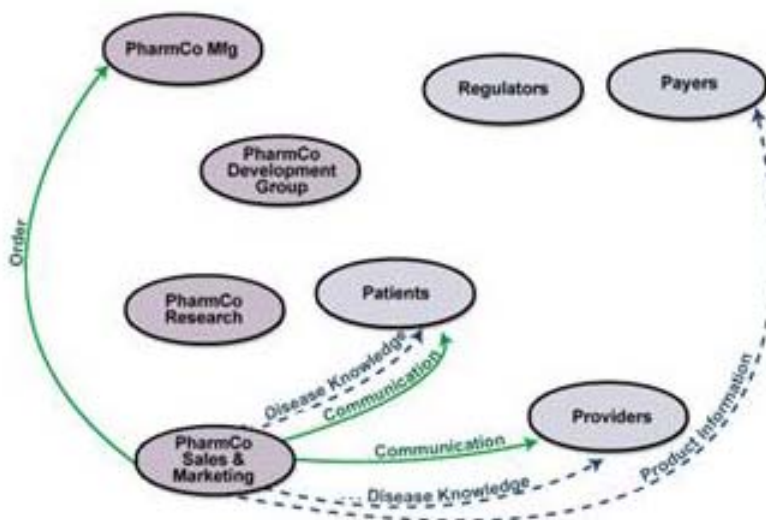 PharmCo Mfg
Regulators
Payers
PharmCo
Development
Group
Order
PharmCo
Research
Patients
Disease Knowledge
Communication
Providers
Product Information
PharmCo
Sales &
Marketing
Communication
Disease Knowledge